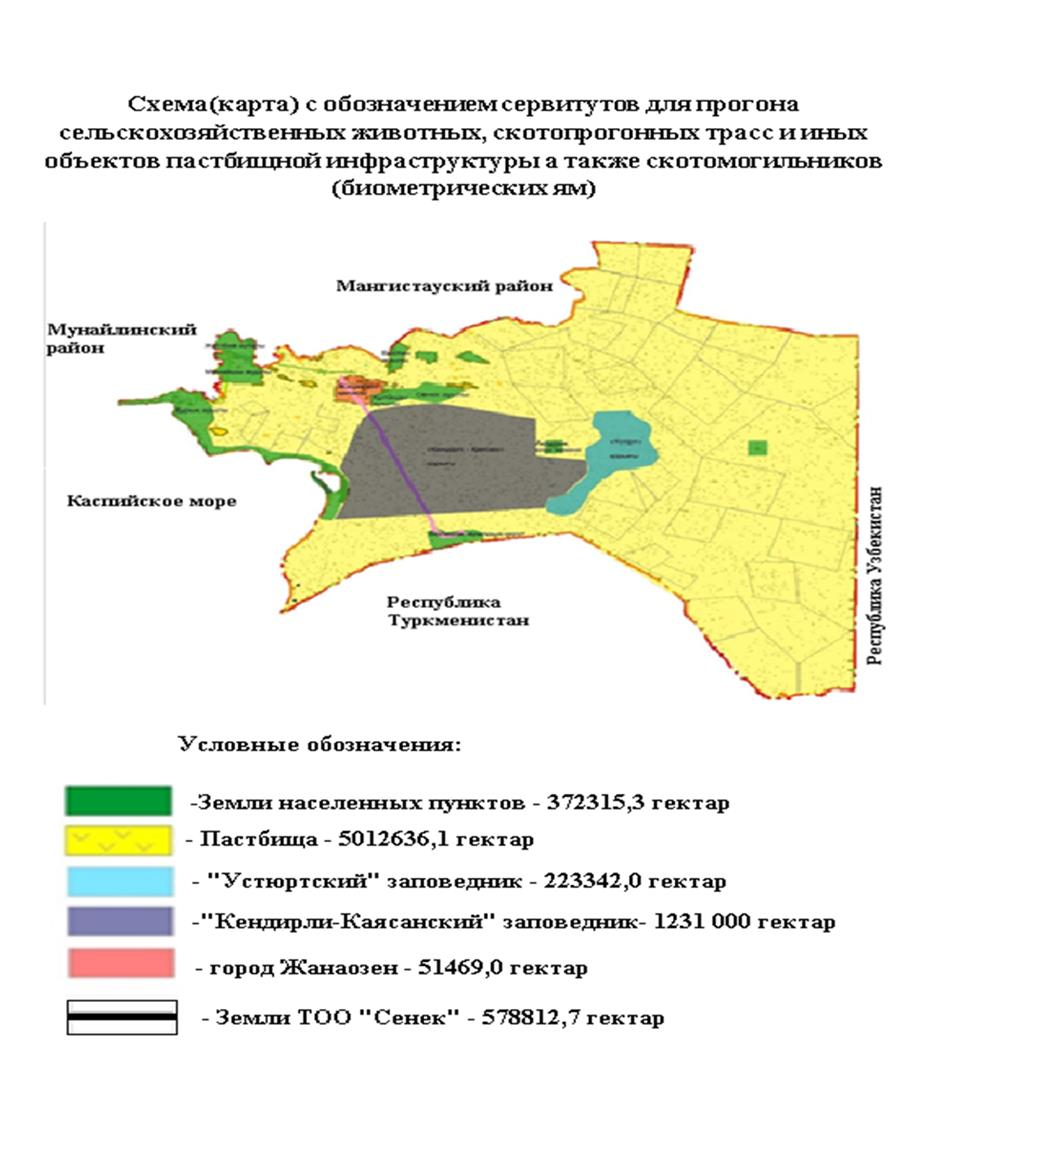 Схема(карта) с обозначением сервитутов для прогона
сельскохозяйственных животных, скотопрогонных трасс и иных
объектов пастбищной инфраструктуры а также скотомогильников
(биометрических ям)
Мангистауский район
Мунайлинский
район
Каспийское море
Республика
Туркменистан
Республика Узбекистан
Условные обозначения:
-Земли населенных пунктов - 372315,3 гектар
- Пастбища - 5012636,1 гектар
- "Устюртский" заповедник - 223342,0 гектар
-"Кендирли-Каясанский" заповедник- 1231 000 гектар
- город Жанаозен - 51469,0 гектар
- Земли ТОО "Сенек" - 578812,7 гектар